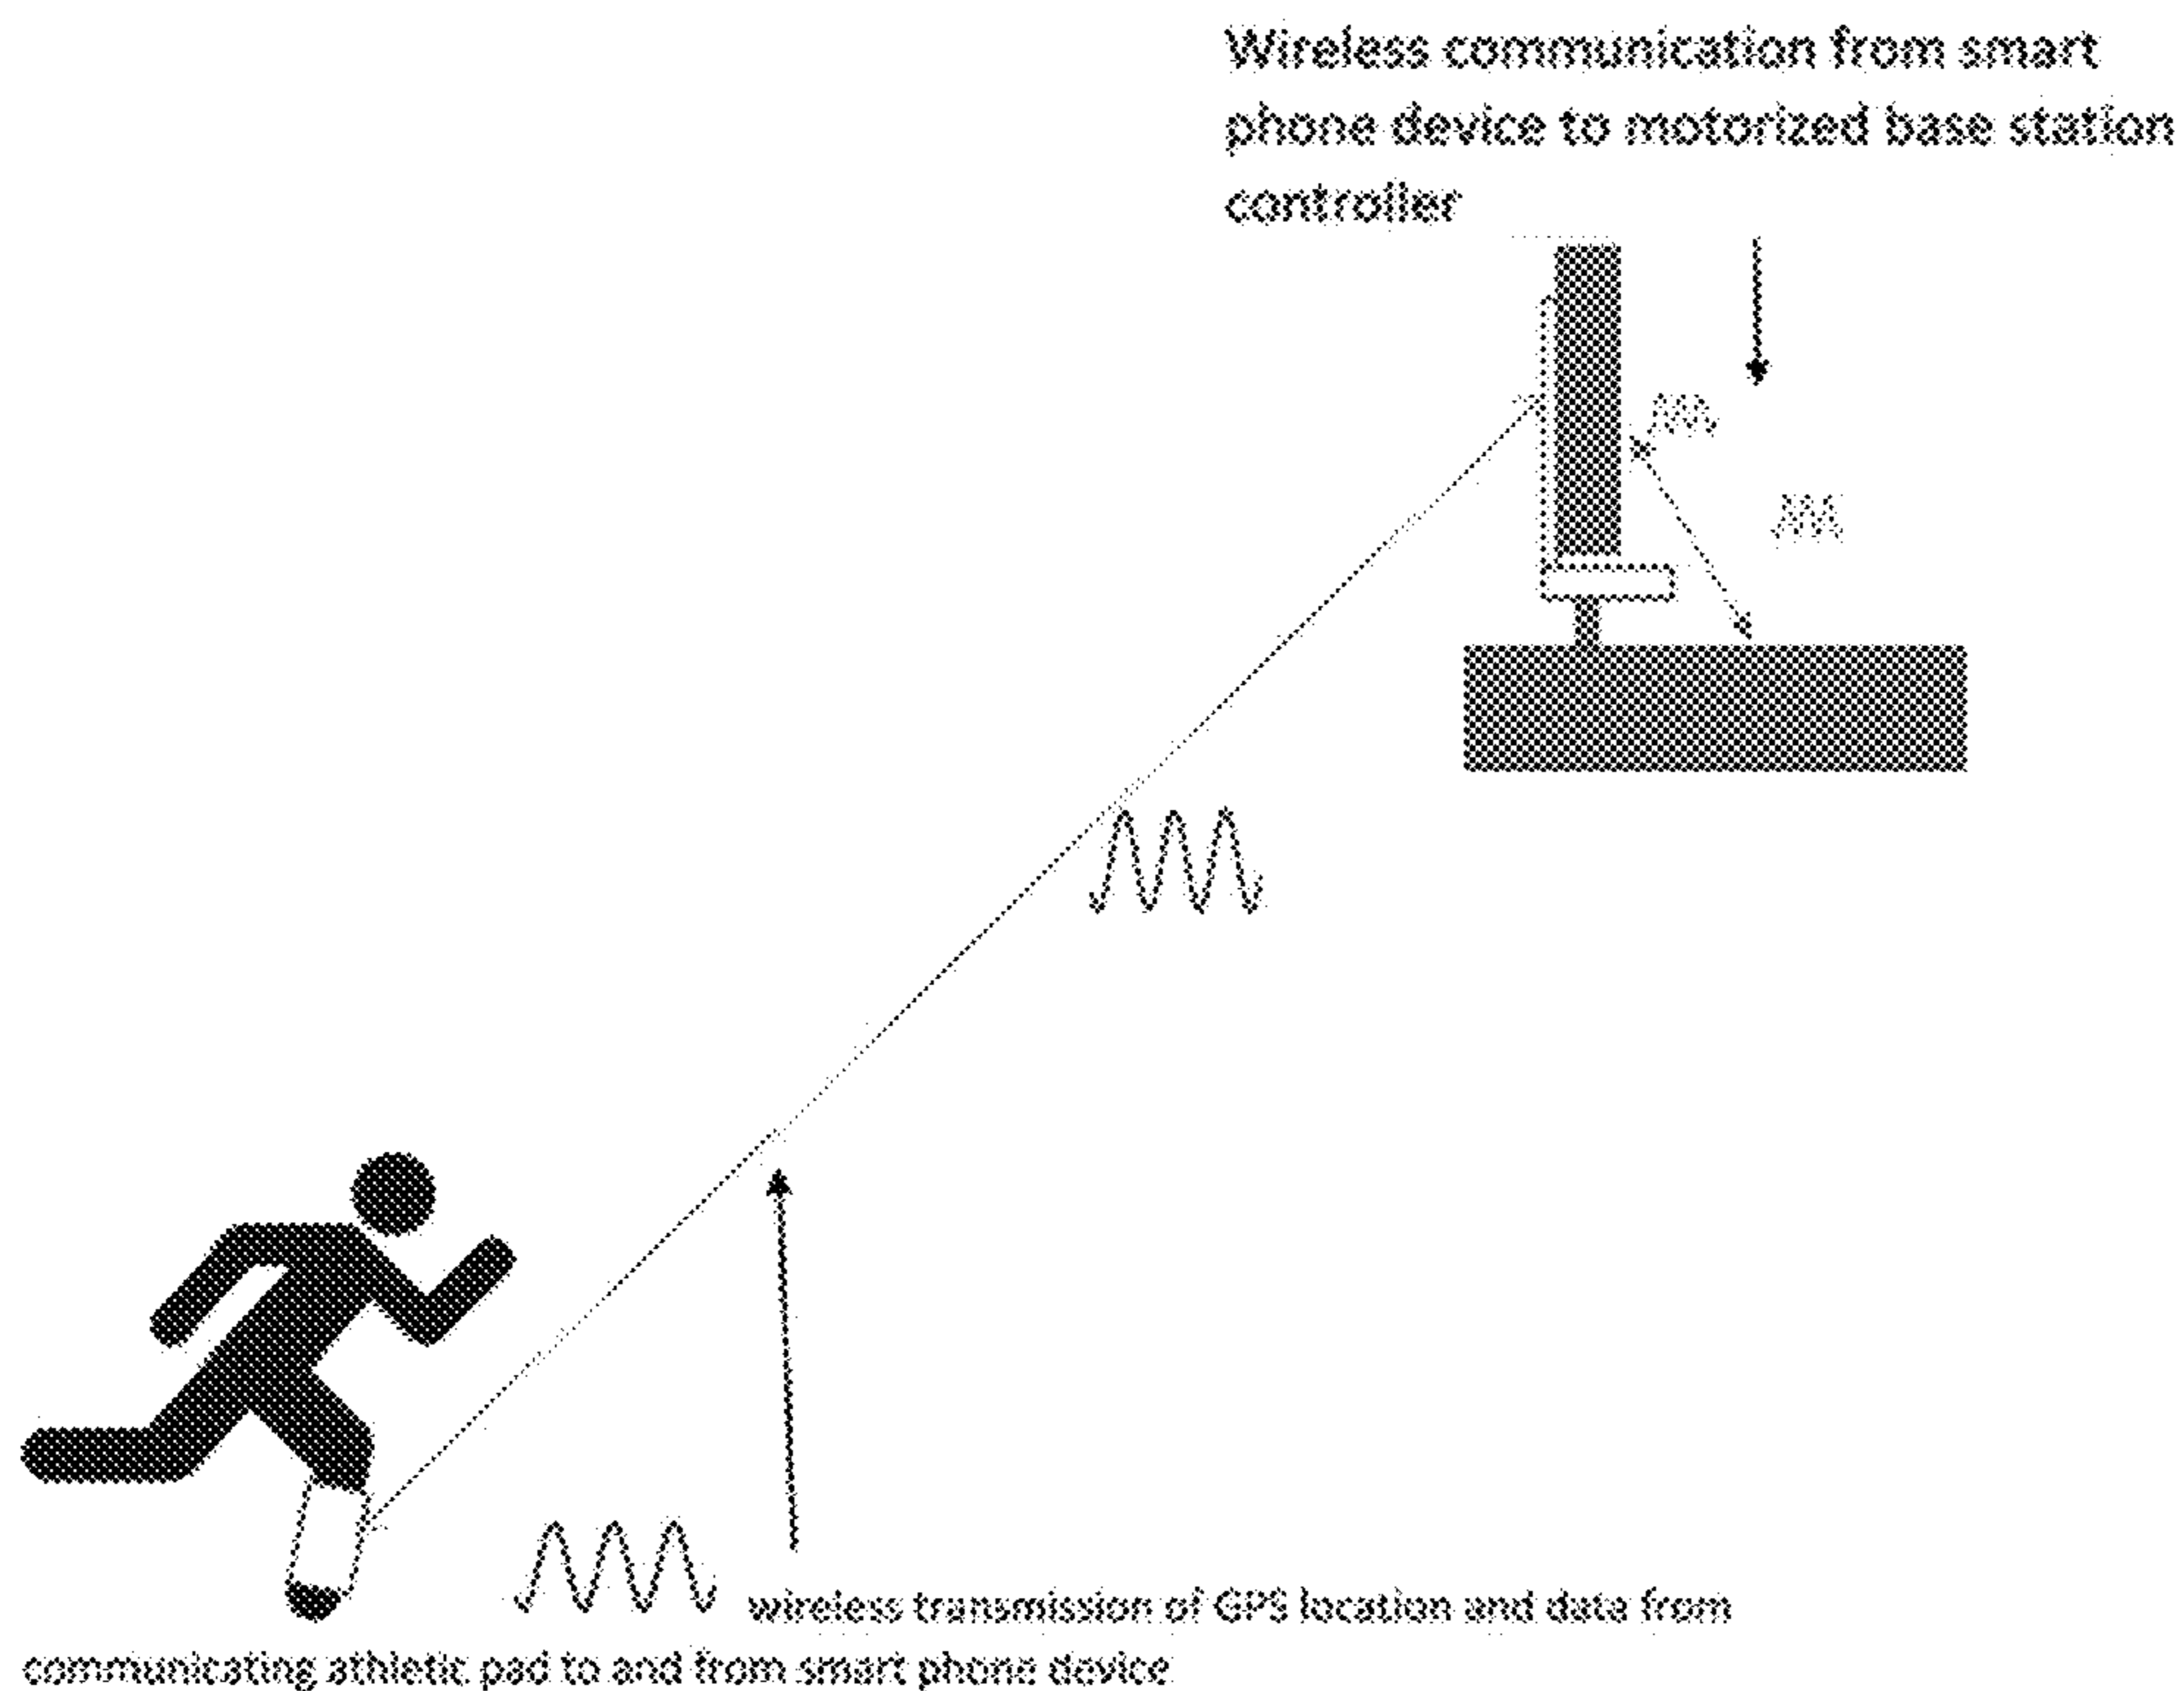 Wireless communication from smart
phone device to motorized base station
controller
wireless transmission of GPS location and data from
communicating athletic pad to and from smart phone device